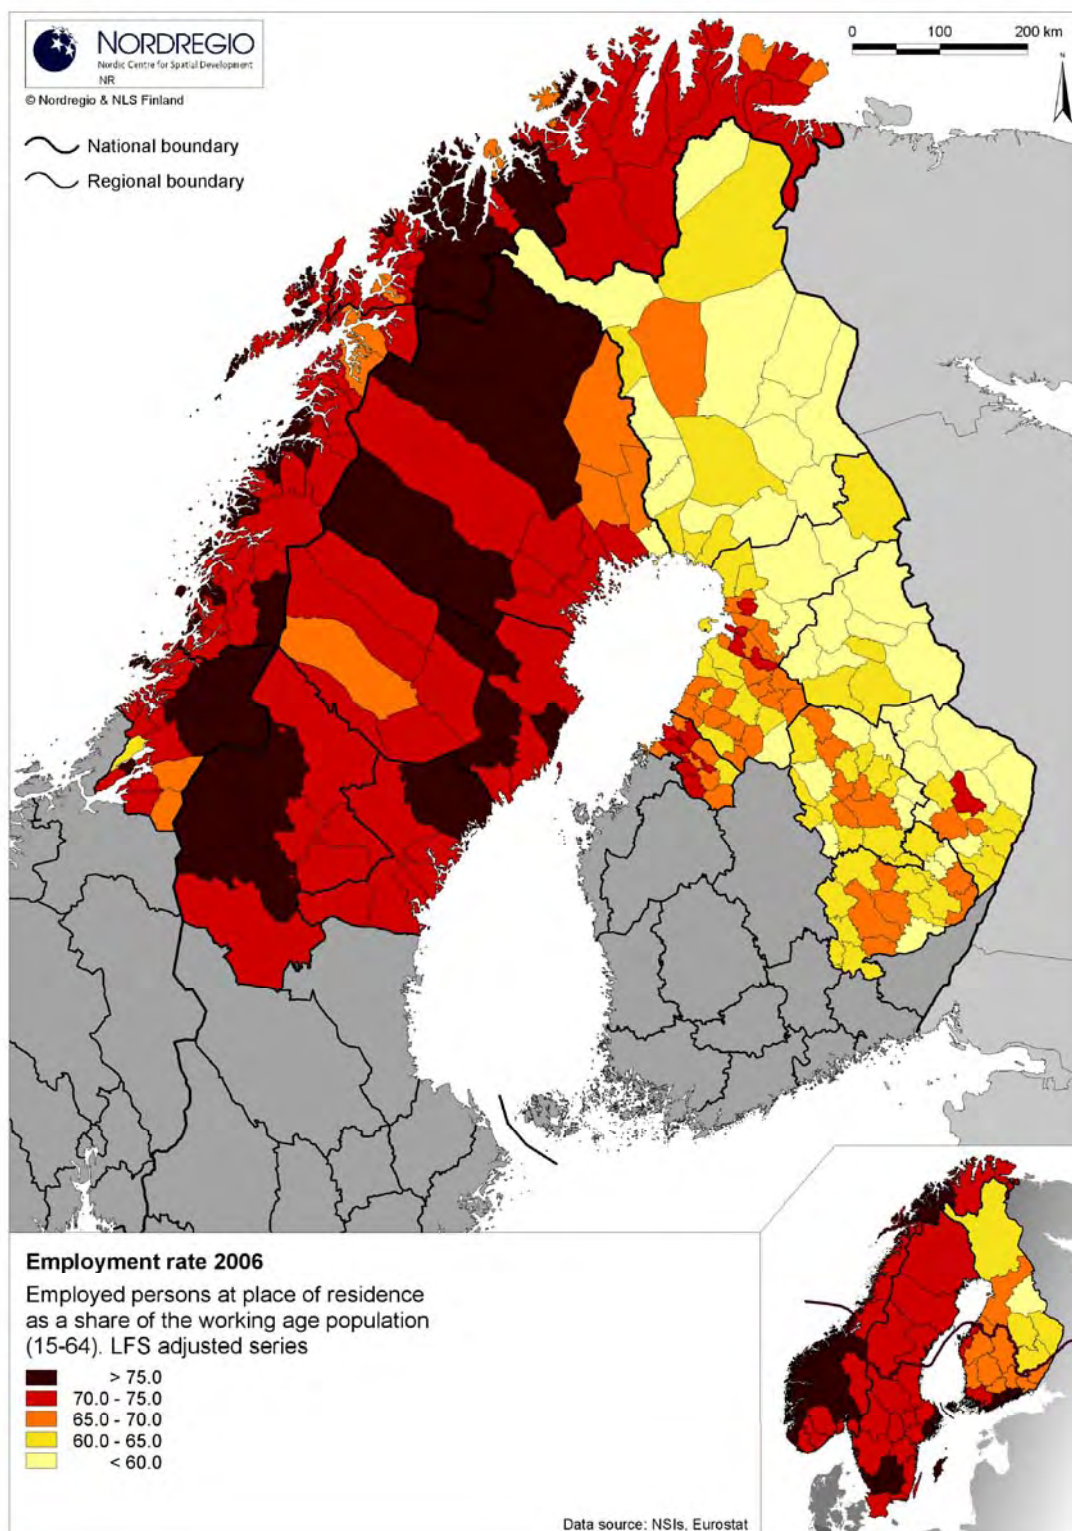 NORDREGIO
Nordic Centre for Spatial Development
NR
© Nordregio & NLS Finland
National boundary
Regional boundary
0 100 200 km
N
Employment rate 2006
Employed persons at place of residence
as a share of the working age population
(15-64). LFS adjusted series
> 75.0
70.0 - 75.0
65.0 - 70.0
60.0 - 65.0
< 60.0
Data source: NSIs, Eurostat